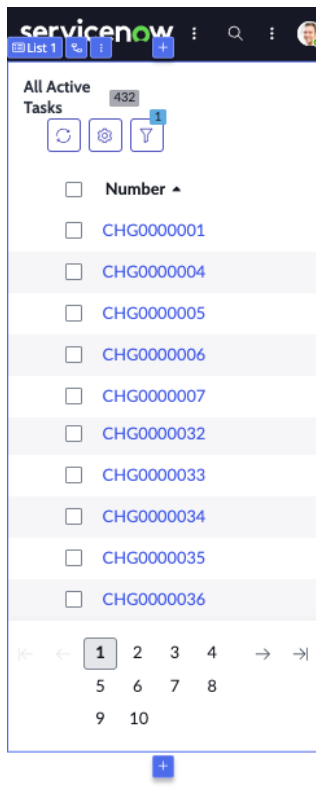 servicenow
List 1
All Active
Tasks
432
1
Number
CHG0000001
CHG0000004
CHG0000005
CHG0000006
CHG0000007
CHG0000032
CHG0000033
CHG0000034
CHG0000035
CHG0000036
1 2 3 4
5 6 7 8
9 10